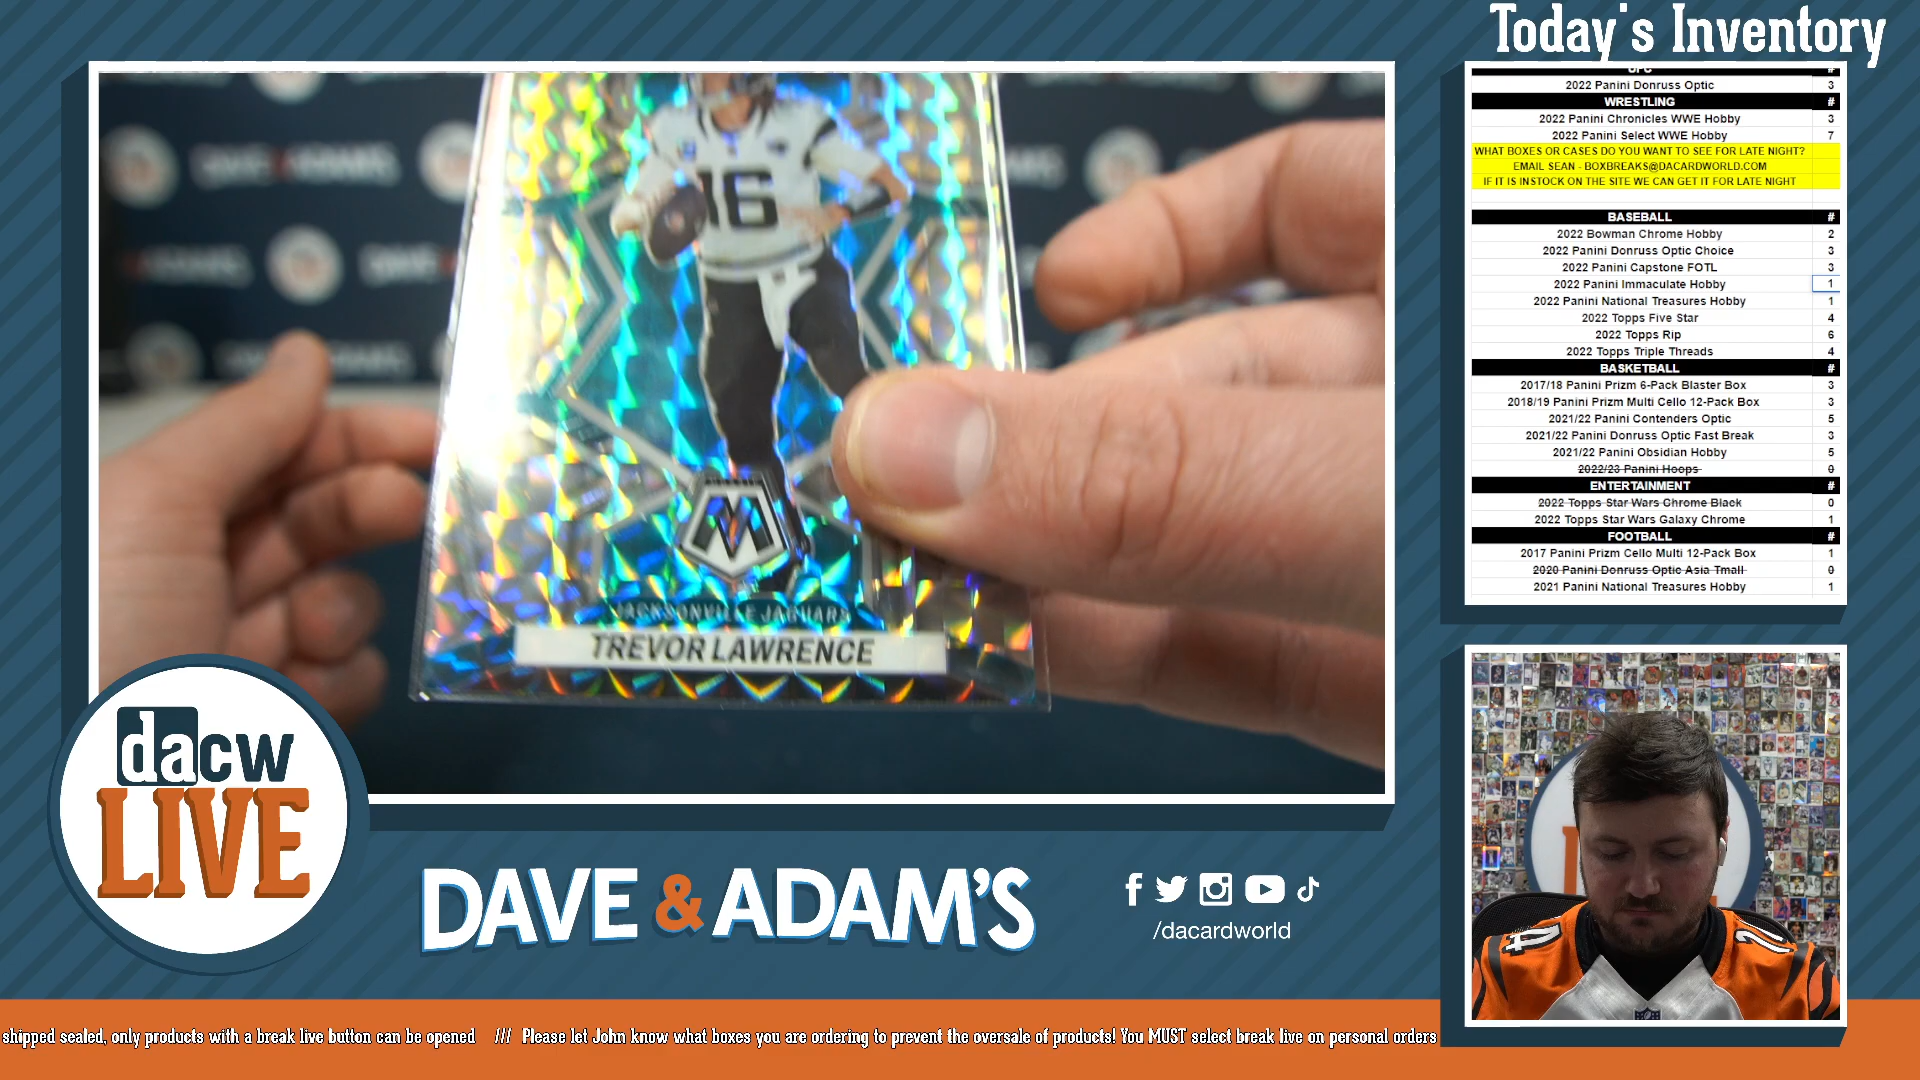 Today's Inventory
UFC #
2022 Panini Donruss Optic 3
WRESTLING #
2022 Panini Chronicles WWE Hobby 3
2022 Panini Select WWE Hobby 7
WHAT BOXES OR CASES DO YOU WANT TO SEE FOR LATE NIGHT?
EMAIL SEAN - BOXBREAKS@DACARDWORLD.COM
IF IT IS INSTOCK ON THE SITE WE CAN GET IT FOR LATE NIGHT
BASEBALL #
2022 Bowman Chrome Hobby 2
2022 Panini Donruss Optic Choice 3
2022 Panini Capstone FOTL 3
2022 Panini Immaculate Hobby 1
2022 Panini National Treasures Hobby 1
2022 Topps Five Star 4
2022 Topps Rip 6
2022 Topps Triple Threads 4
BASKETBALL #
2017/18 Panini Prizm 6-Pack Blaster Box 3
2018/19 Panini Prizm Multi Cello 12-Pack Box 3
2021/22 Panini Contenders Optic 5
2021/22 Panini Donruss Optic Fast Break 3
2021/22 Panini Obsidian Hobby 5
2022/23 Panini Hoops 0
ENTERTAINMENT #
2022 Topps Star Wars Chrome Black 0
2022 Topps Star Wars Galaxy Chrome 1
FOOTBALL #
2017 Panini Prizm Cello Multi 12-Pack Box 1
2020 Panini Donruss Optic Asia Tmall 0
2021 Panini National Treasures Hobby 1
16
M
JACKSONVILLE JAGUARS
TREVOR LAWRENCE
dacw
LIVE
DAVE & ADAM'S
/dacardworld
shipped sealed, only products with a break live button can be opened /// Please let John know what boxes you are ordering to prevent the oversale of products! You MUST select break live on personal orders